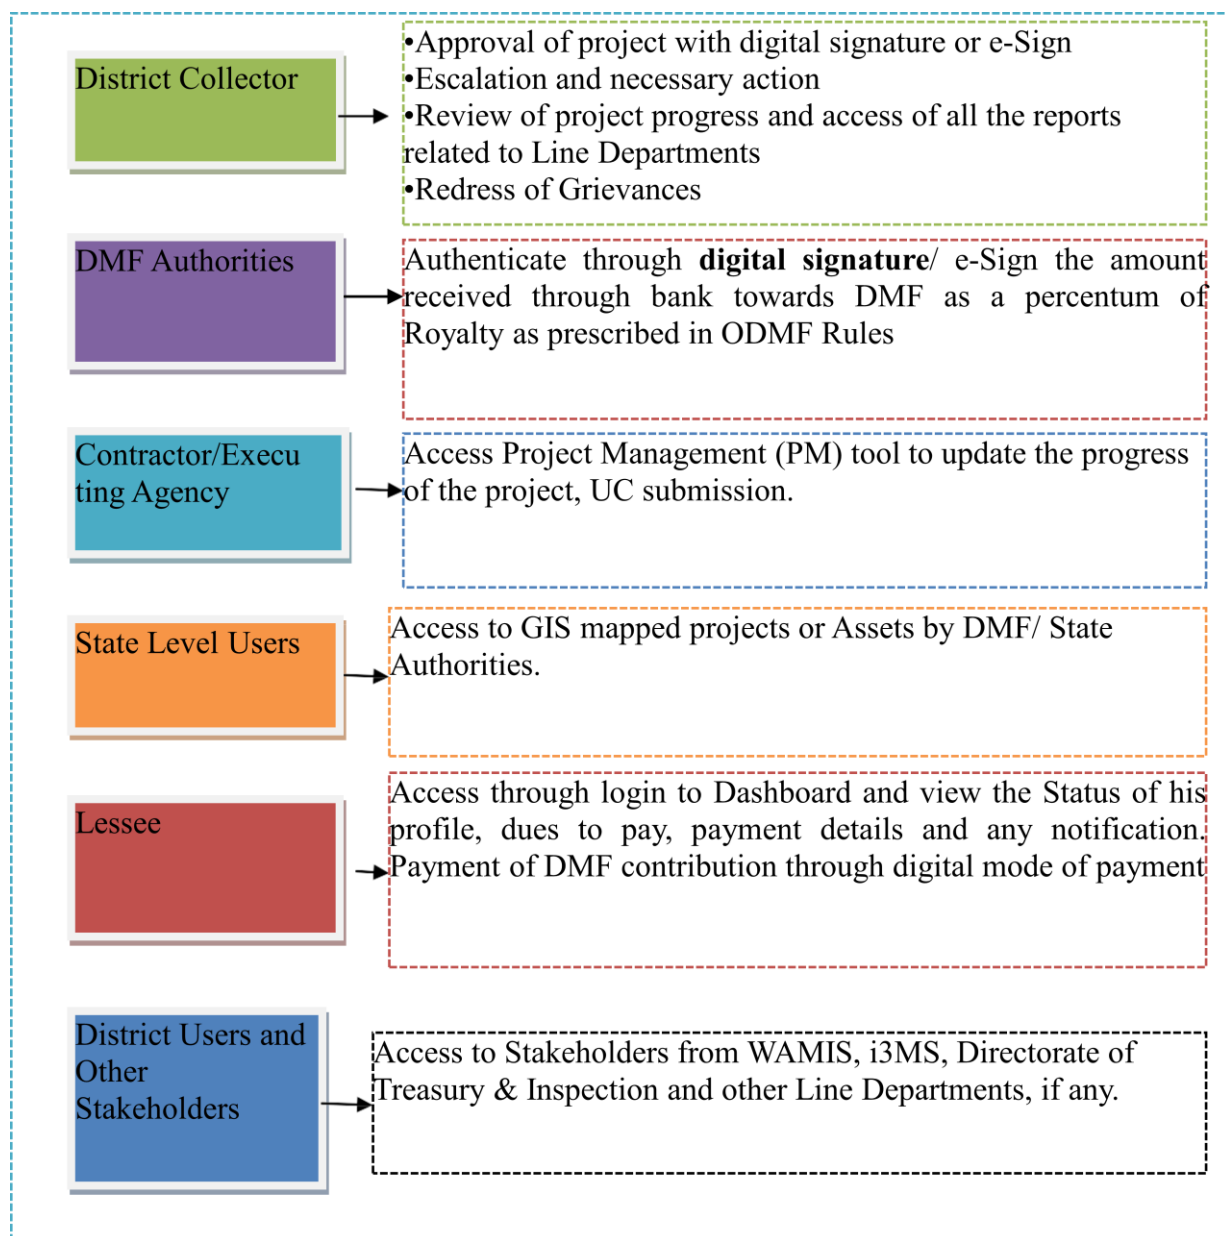 District Collector
•Approval of project with digital signature or e-Sign
•Escalation and necessary action
•Review of project progress and access of all the reports
related to Line Departments
•Redress of Grievances
DMF Authorities
Authenticate through digital signature/ e-Sign the amount
received through bank towards DMF as a percentum of
Royalty as prescribed in ODMF Rules
Contractor/Execu
ting Agency
Access Project Management (PM) tool to update the progress
of the project, UC submission.
State Level Users
Access to GIS mapped projects or Assets by DMF/ State
Authorities.
Lessee
Access through login to Dashboard and view the Status of his
profile, dues to pay, payment details and any notification.
Payment of DMF contribution through digital mode of payment
District Users and
Other
Stakeholders
Access to Stakeholders from WAMIS, i3MS, Directorate of
Treasury & Inspection and other Line Departments, if any.